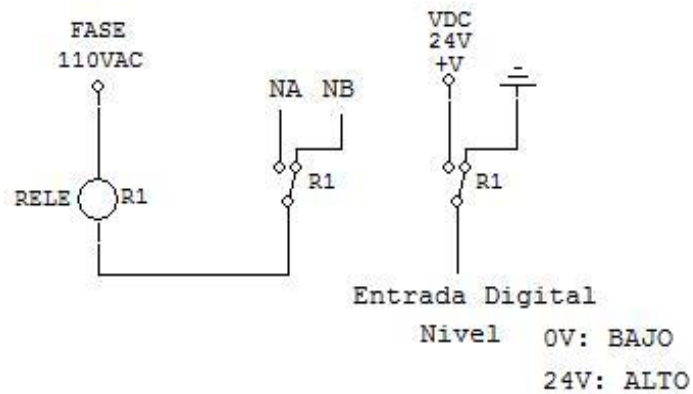 FASE
110VAC
NA NB
VDC
24V
+V
RELE R1
R1
R1
Entrada Digital
Nivel
0V: BAJO
24V: ALTO